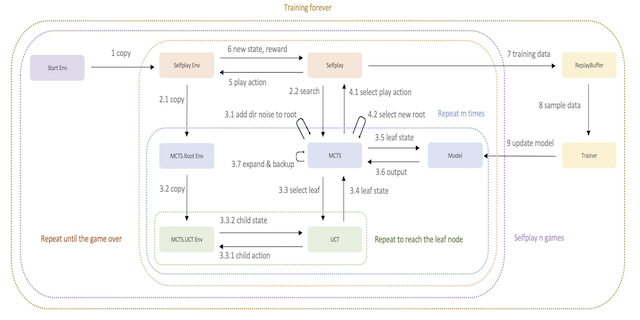 Training forever
1 copy
6 new state, reward
7 training data
Start Env
Selfplay Env
Selfplay
ReplayBuffer
5 play action
2.1 copy
2.2 search
4.1 select play action
8 sample data
3.1 add dir noise to root
4.2 select new root
Repeat m times
3.5 leaf state
9 update model
MCTS.Root Env
MCTS
Model
Trainer
3.7 expand & backup
3.6 output
3.2 copy
3.3 select leaf
3.4 leaf state
3.3.2 child state
Repeat until the game over
MCTS.UCT Env
UCT
Repeat to reach the leaf node
Selfplay n games
3.3.1 child action